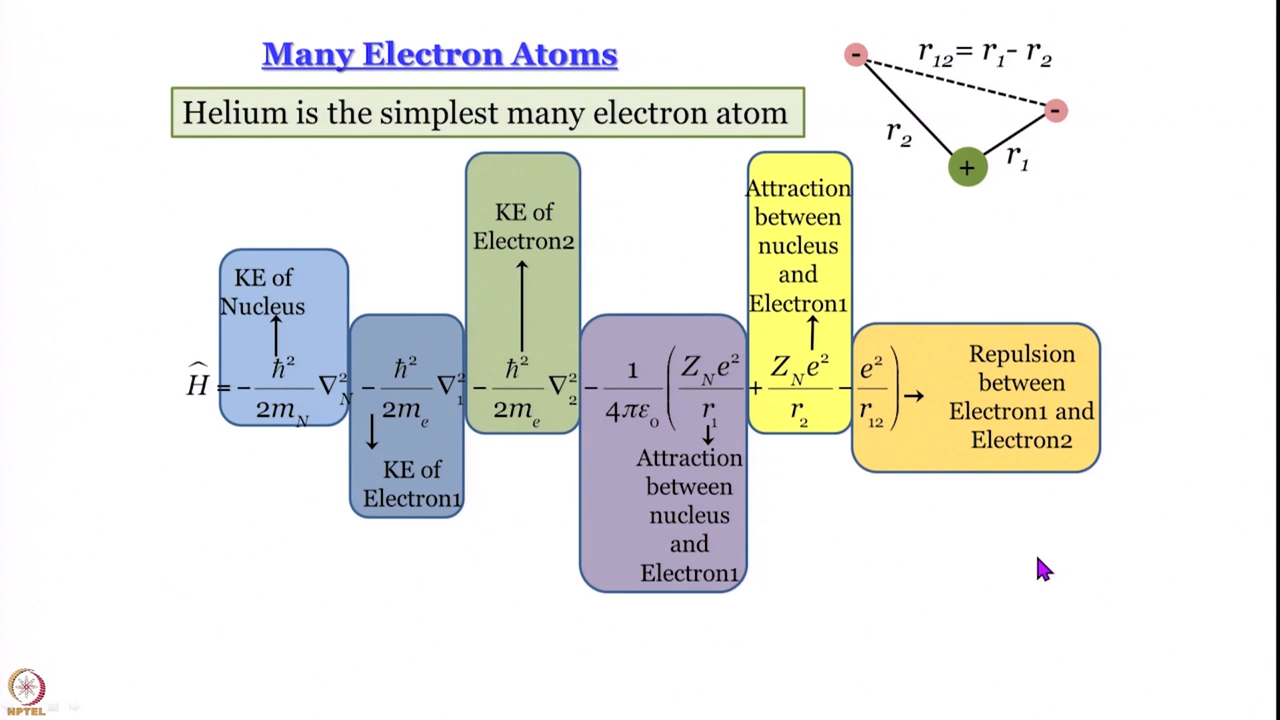 Many Electron Atoms
Helium is the simplest many electron atom
-
r₁₂= r₁- r₂
-
r₂
r₁
+
KE of
Nucleus
KE of
Electron2
Attraction
between
nucleus
and
Electron1
Ĥ = - ħ²/2m_N ∇²_N - ħ²/2m_e ∇²₁ - ħ²/2m_e ∇²₂ - 1/4πε₀ ( Z_N e²/r₁ + Z_N e²/r₂ - e²/r₁₂ ) →
Repulsion
between
Electron1 and
Electron2
KE of
Electron1
Attraction
between
nucleus
and
Electron1
NPTEL